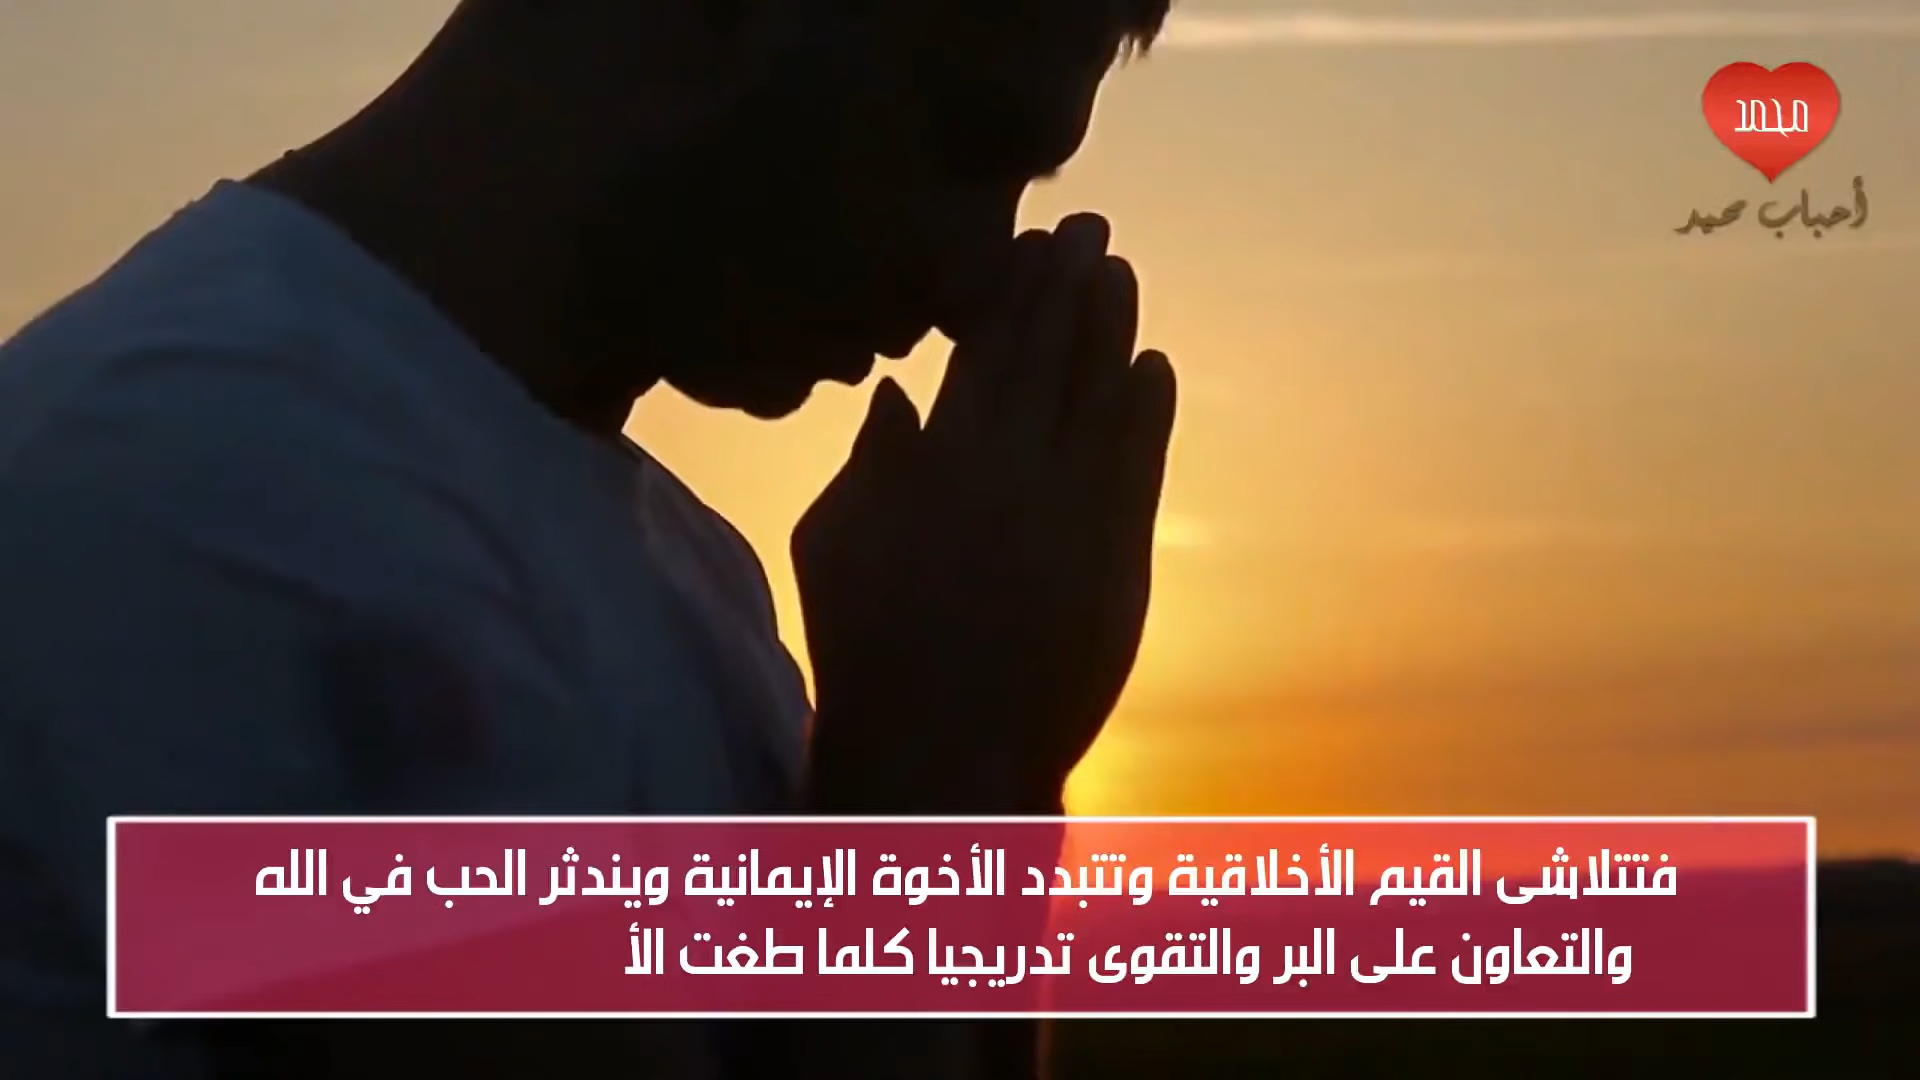 محمد
أحباب محمد
فتتلاشى القيم الأخلاقية وتتبدد الأخوة الإيمانية ويندثر الحب في الله
والتعاون على البر والتقوى تدريجيا كلما طغت الأ